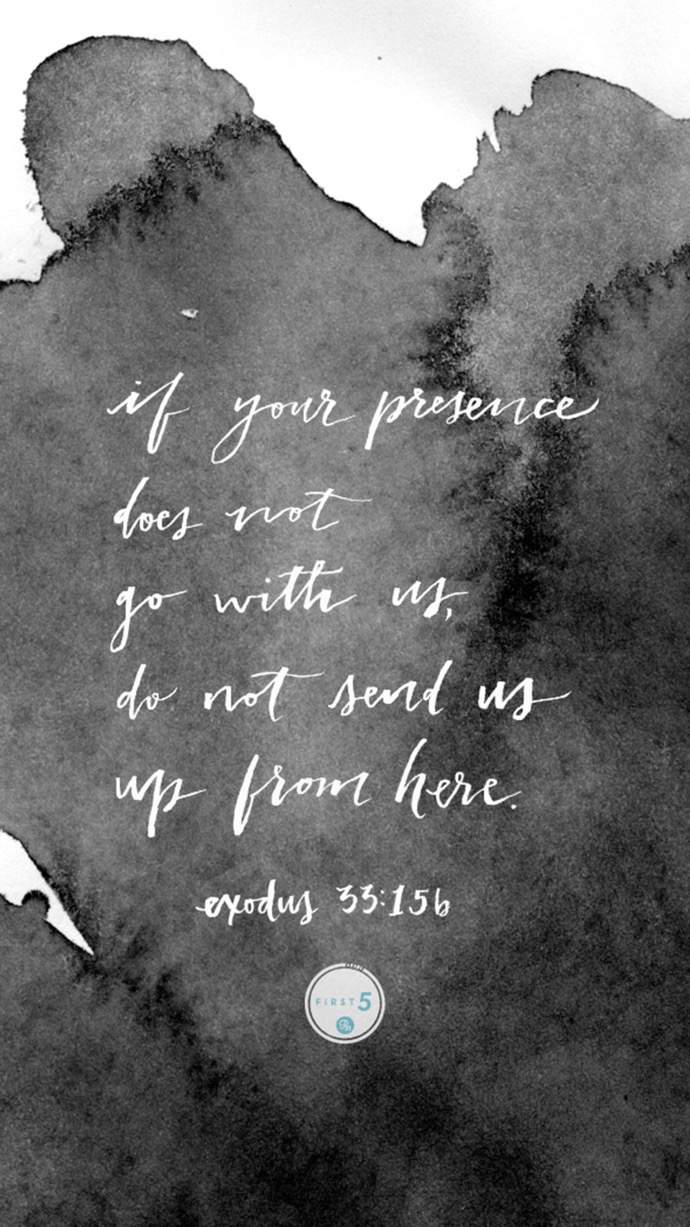 if your presence
does not
go with us,
do not send us
up from here.
exodus 33:15b
FIRST 5